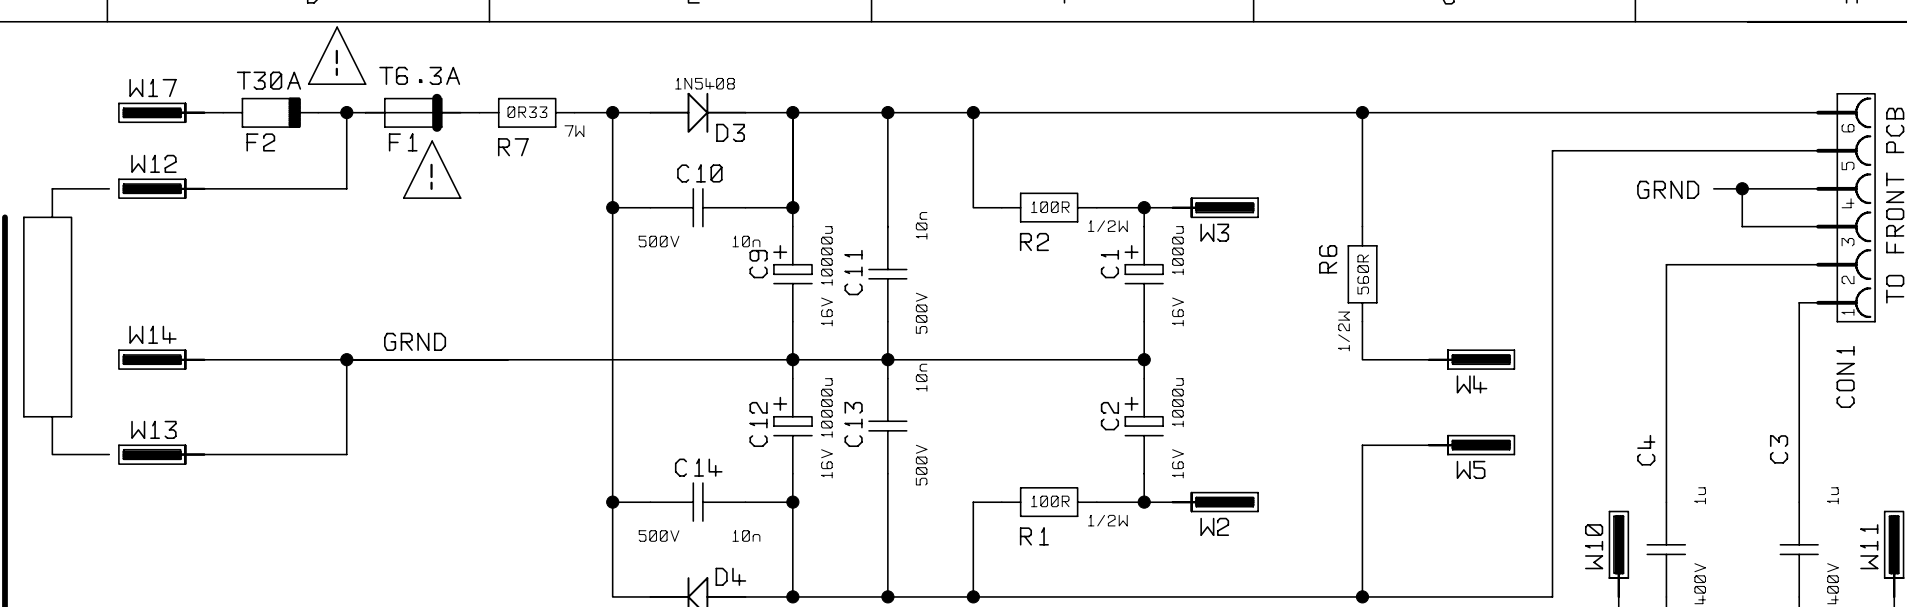 W17
T30A
F2
T6.3A
F1
0R33
R7
7W
1N5408
D3
W12
C10
500V
10n
C9
+
10000u
16V
C11
10n
500V
100R
R2
1/2W
W3
C1
+
1000u
16V
R6
560R
1/2W
GRND
6
5
4
3
2
1
TO FRONT PCB
CON1
W14
GRND
W4
W13
C12
+
10000u
16V
C13
10n
500V
C2
+
1000u
16V
W5
C14
500V
10n
100R
R1
1/2W
W2
D4
C4
1u
400V
C3
1u
400V
W10
W11